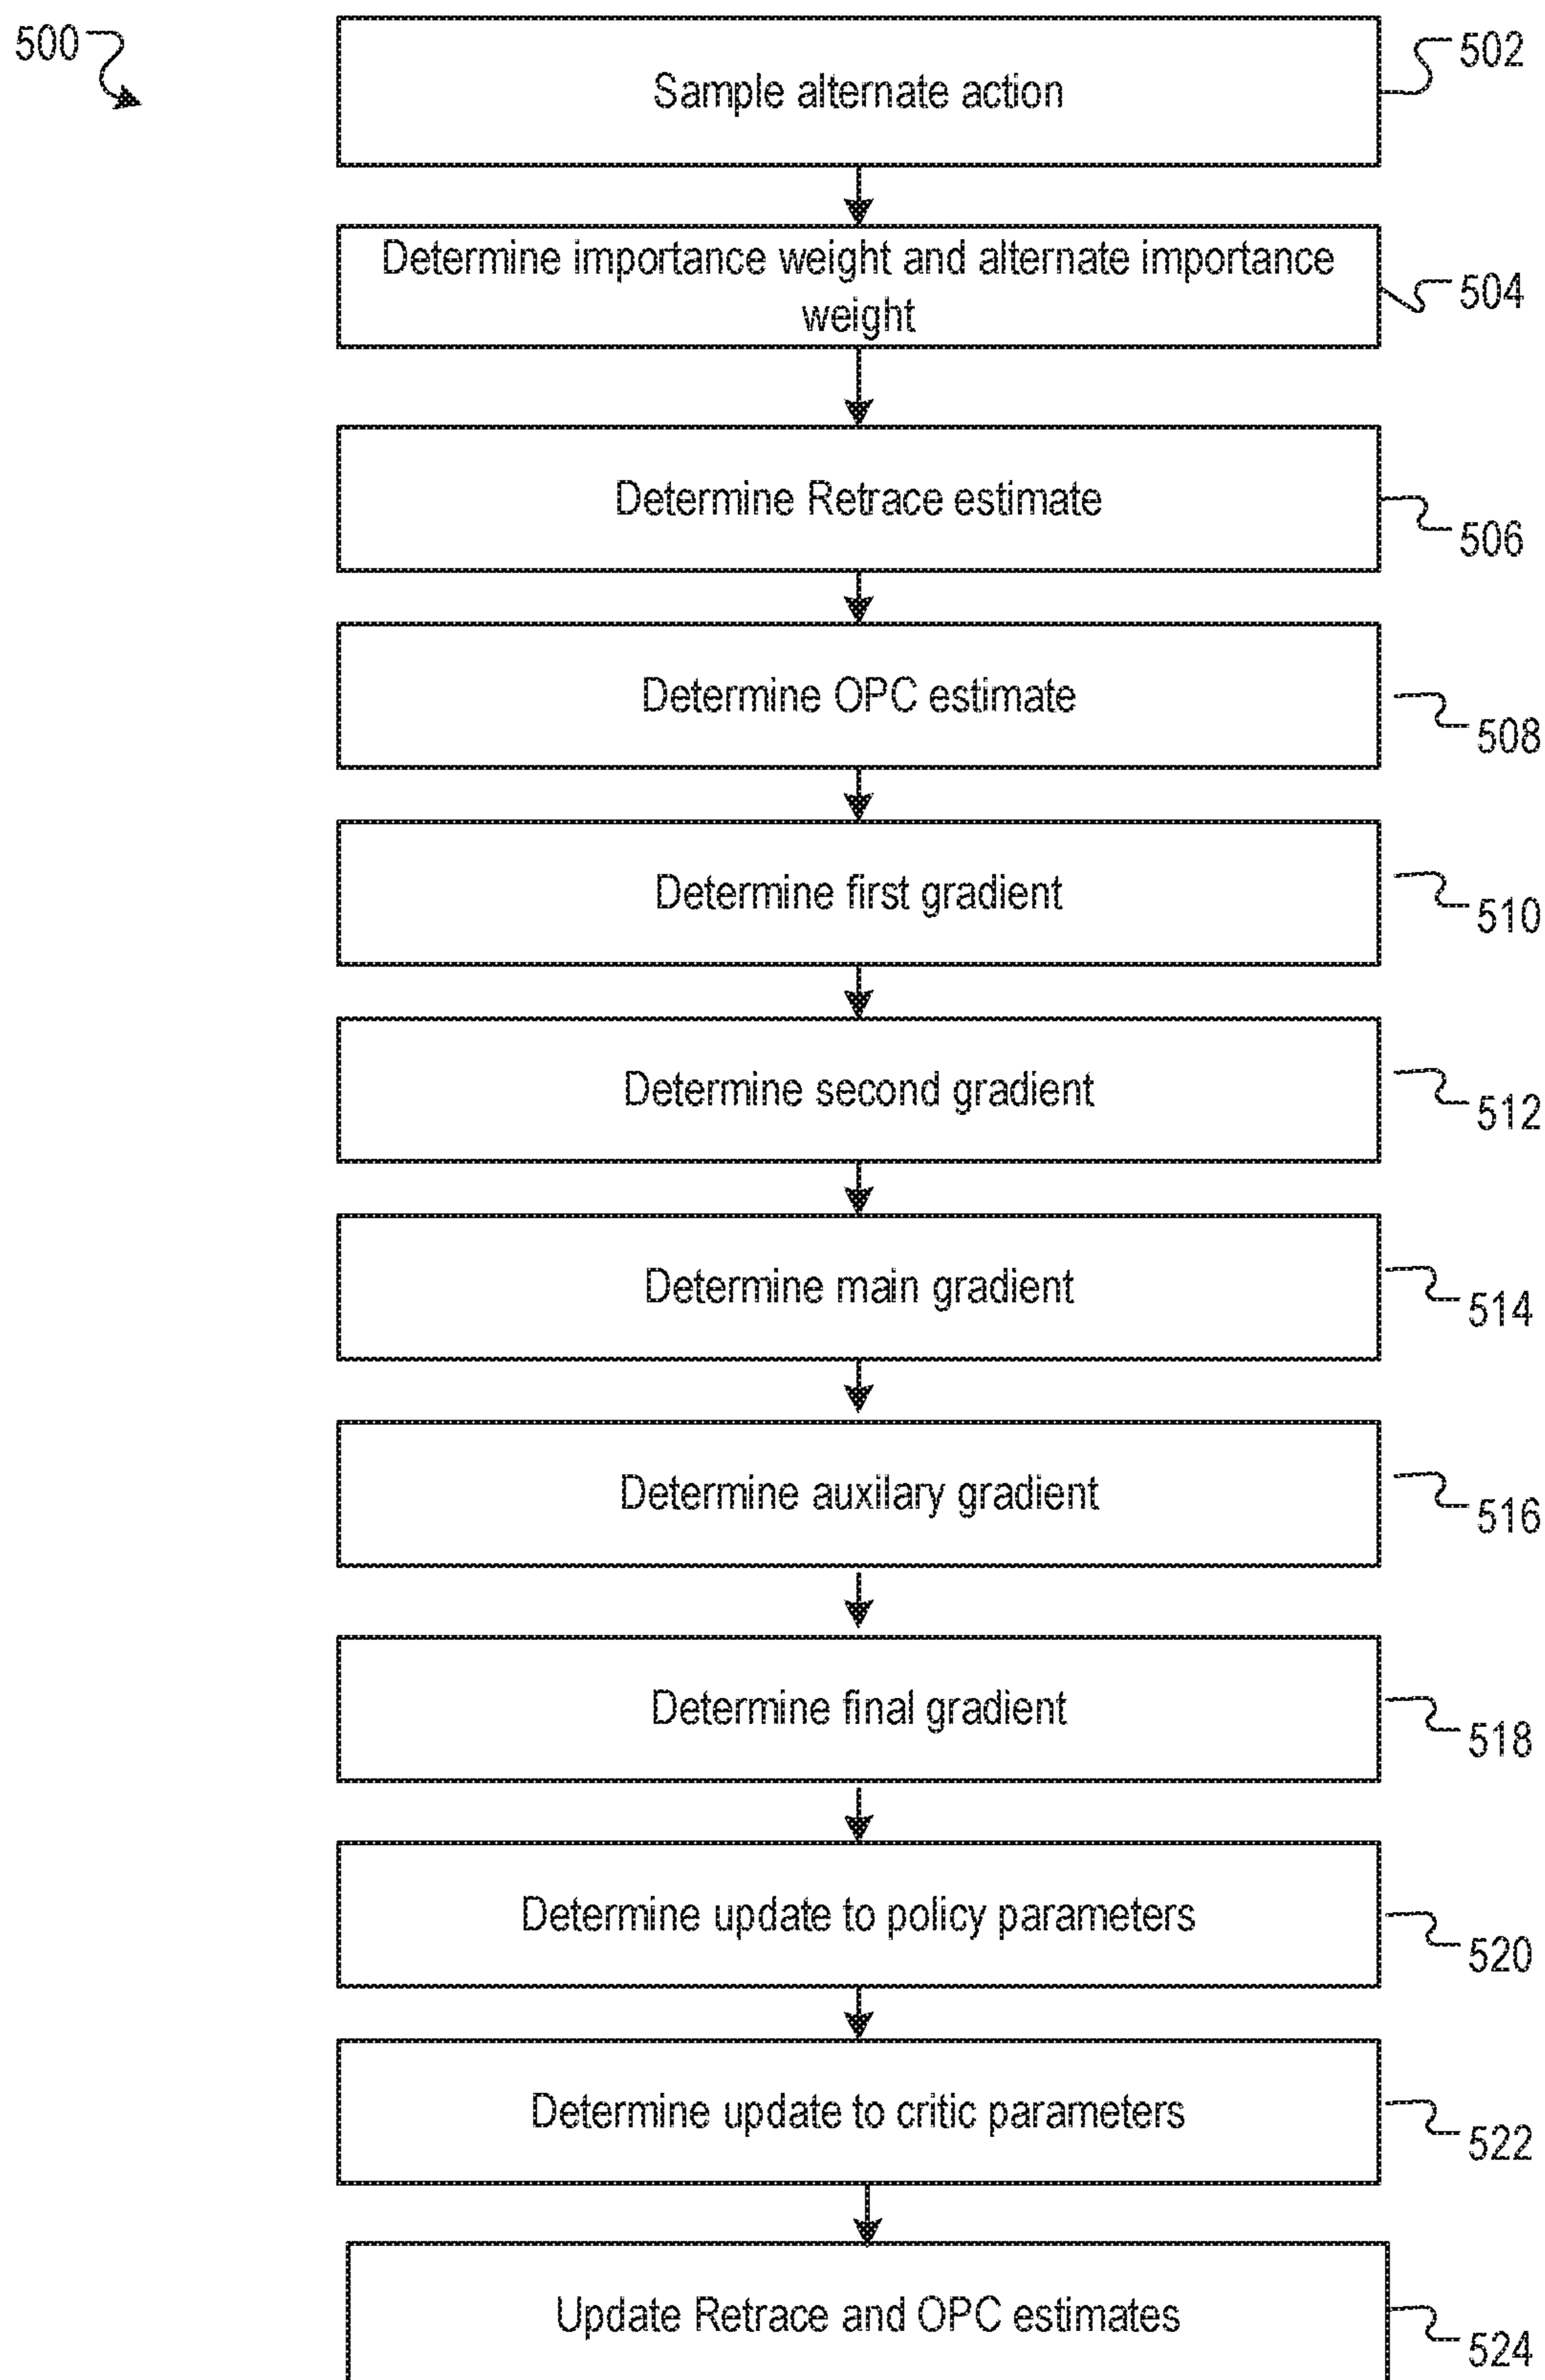 500
Sample alternate action
502
Determine importance weight and alternate importance
weight
504
Determine Retrace estimate
506
Determine OPC estimate
508
Determine first gradient
510
Determine second gradient
512
Determine main gradient
514
Determine auxilary gradient
516
Determine final gradient
518
Determine update to policy parameters
520
Determine update to critic parameters
522
Update Retrace and OPC estimates
524